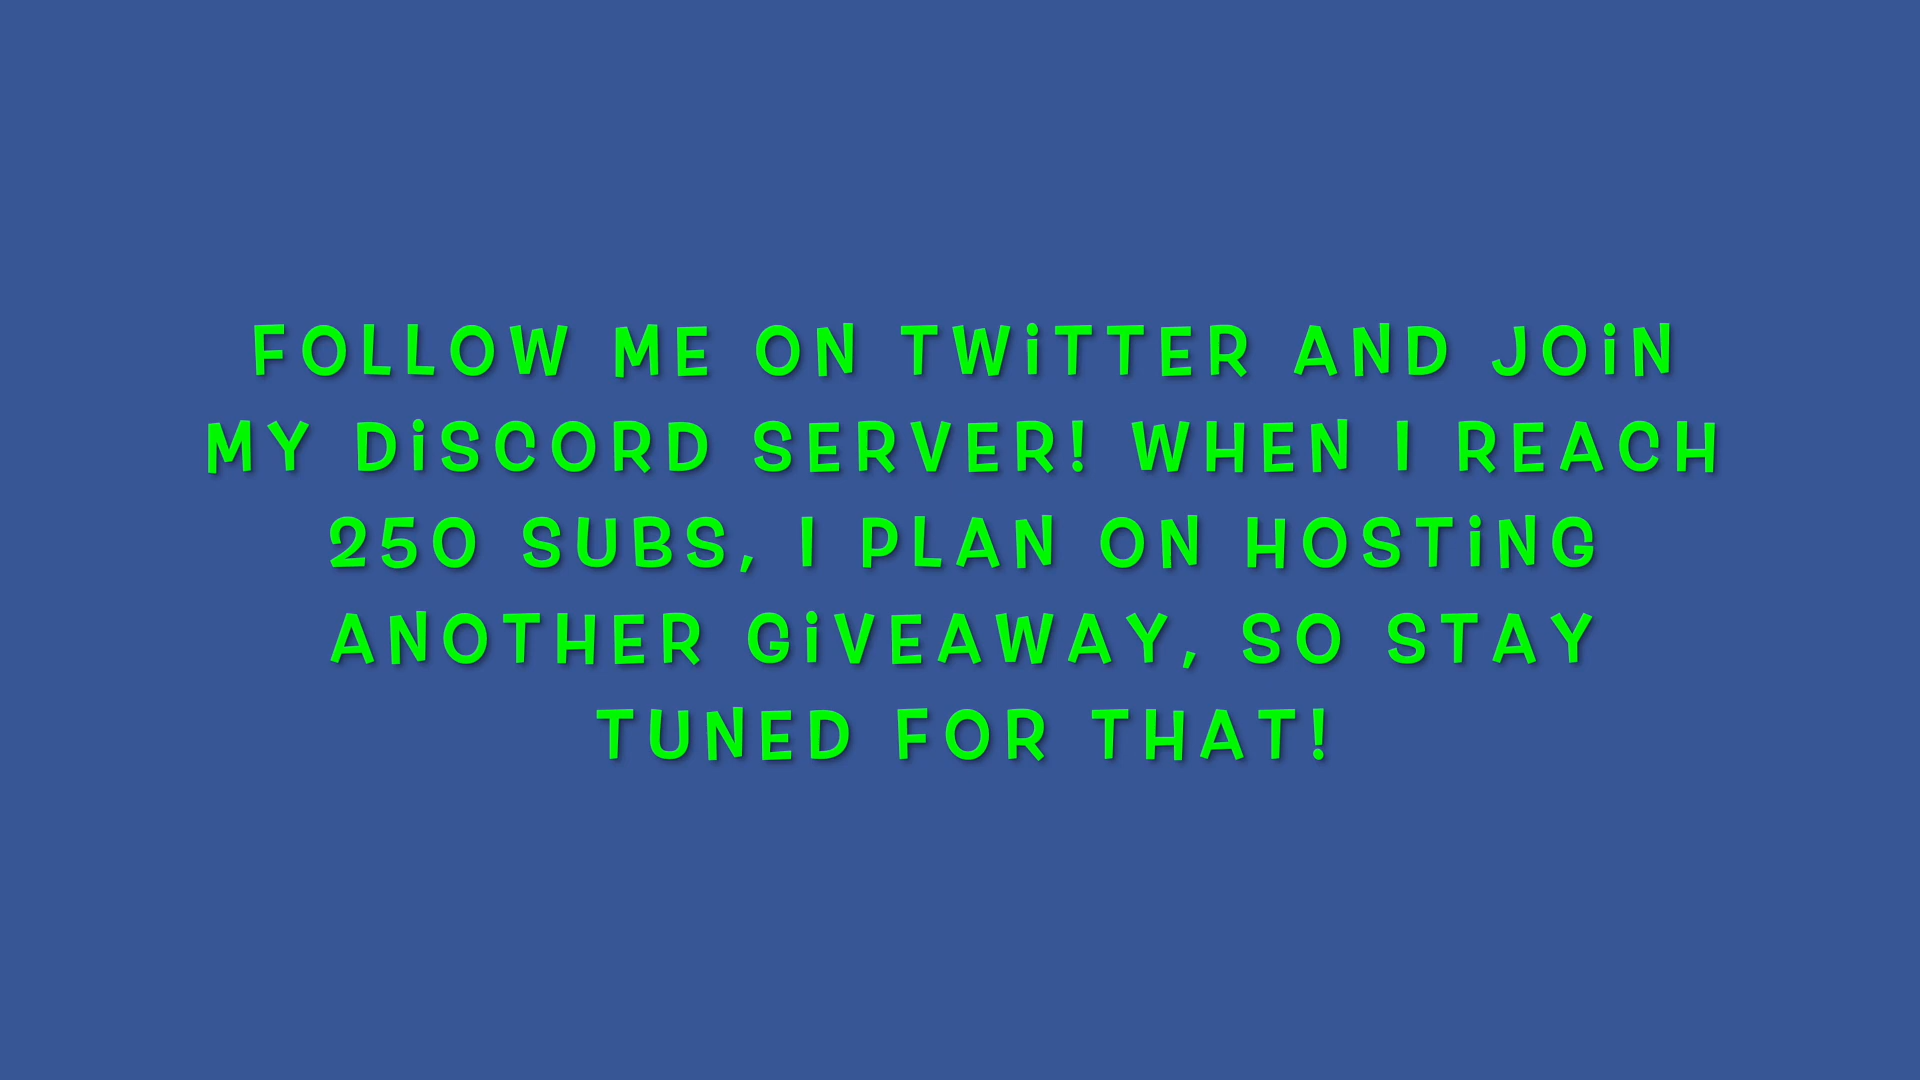 FOLLOW ME ON TWiTTER AND JOiN
MY DiSCORD SERVER! WHEN I REACH
250 SUBS, I PLAN ON HOSTiNG
ANOTHER GiVEAWAY, SO STAY
TUNED FOR THAT!